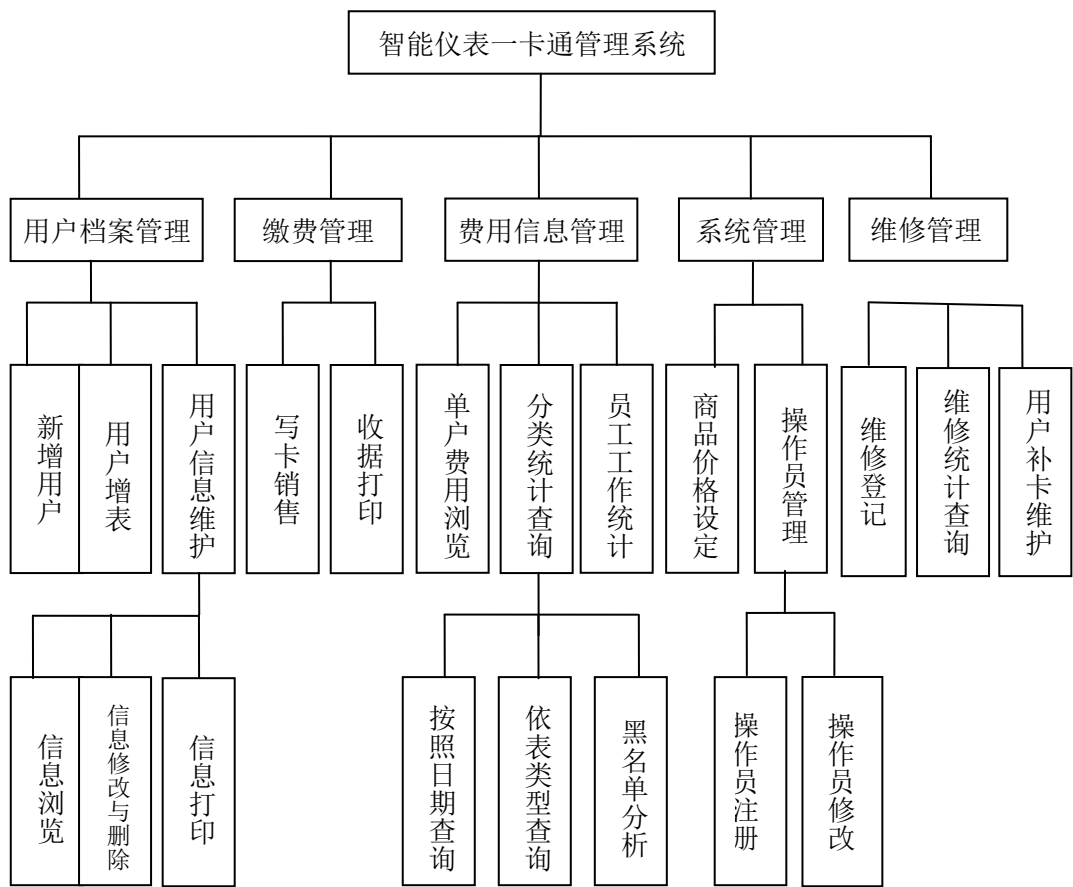 智能仪表一卡通管理系统
用户档案管理
缴费管理
费用信息管理
系统管理
维修管理
新增用户
用户增表
用户信息维护
写卡销售
收据打印
单户费用浏览
分类统计查询
员工工作统计
商品价格设定
操作员管理
维修登记
维修统计查询
用户补卡维护
信息浏览
信息修改与删除
信息打印
按照日期查询
依表类型查询
黑名单分析
操作员注册
操作员修改